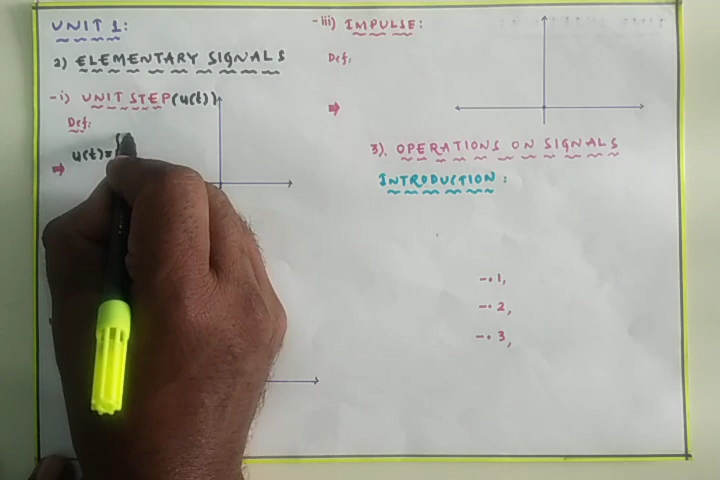 UNIT 1:
2) ELEMENTARY SIGNALS
-i) UNIT STEP (u(t))
Def:
u(t)= {
-iii) IMPULSE:
Def:
3). OPERATIONS ON SIGNALS
INTRODUCTION:
-. 1,
-. 2,
-. 3,